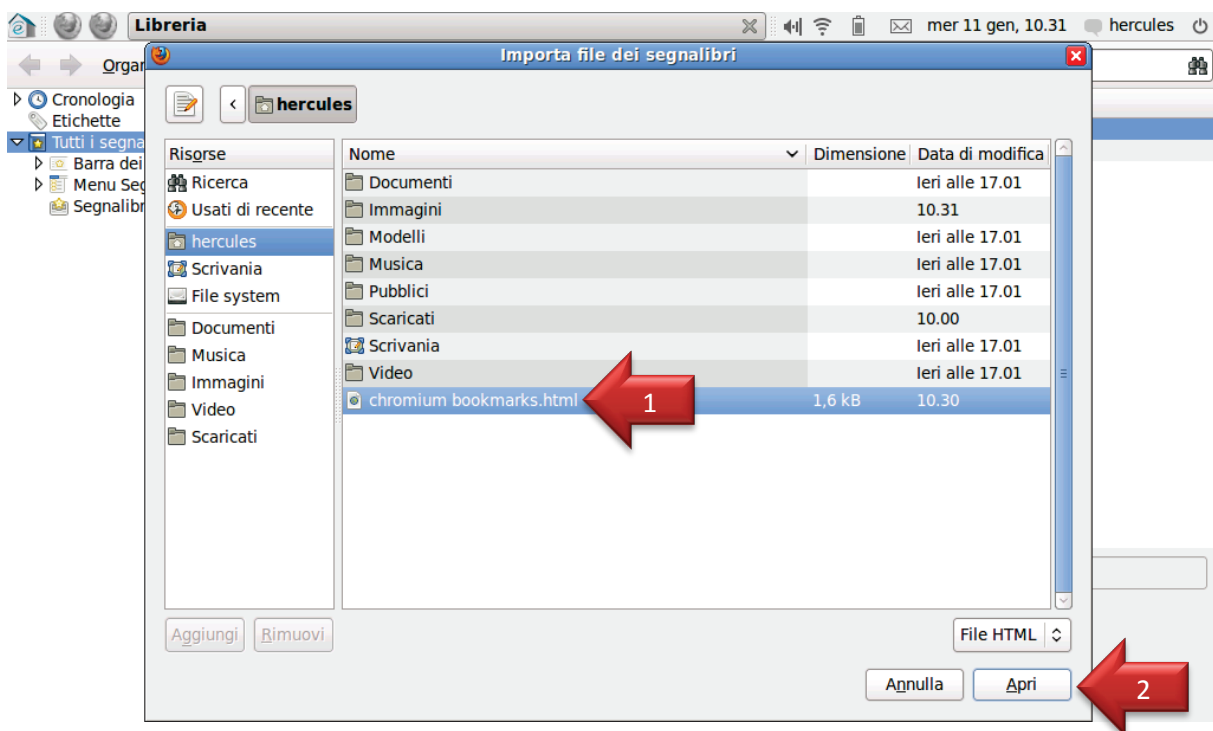 Libreria
mer 11 gen, 10.31
hercules
Importa file dei segnalibri
Orga
Cronologia
Etichette
Tutti i segna
Barra dei
Menu Seg
Segnalibr
hercules
Risorse
Ricerca
Usati di recente
hercules
Scrivania
File system
Documenti
Musica
Immagini
Video
Scaricati
Nome Dimensione Data di modifica
Documenti Ieri alle 17.01
Immagini 10.31
Modelli Ieri alle 17.01
Musica Ieri alle 17.01
Pubblici Ieri alle 17.01
Scaricati 10.00
Scrivania Ieri alle 17.01
Video Ieri alle 17.01
chromium bookmarks.html 1,6 kB 10.30
1
Aggiungi Rimuovi
File HTML
Annulla Apri
2